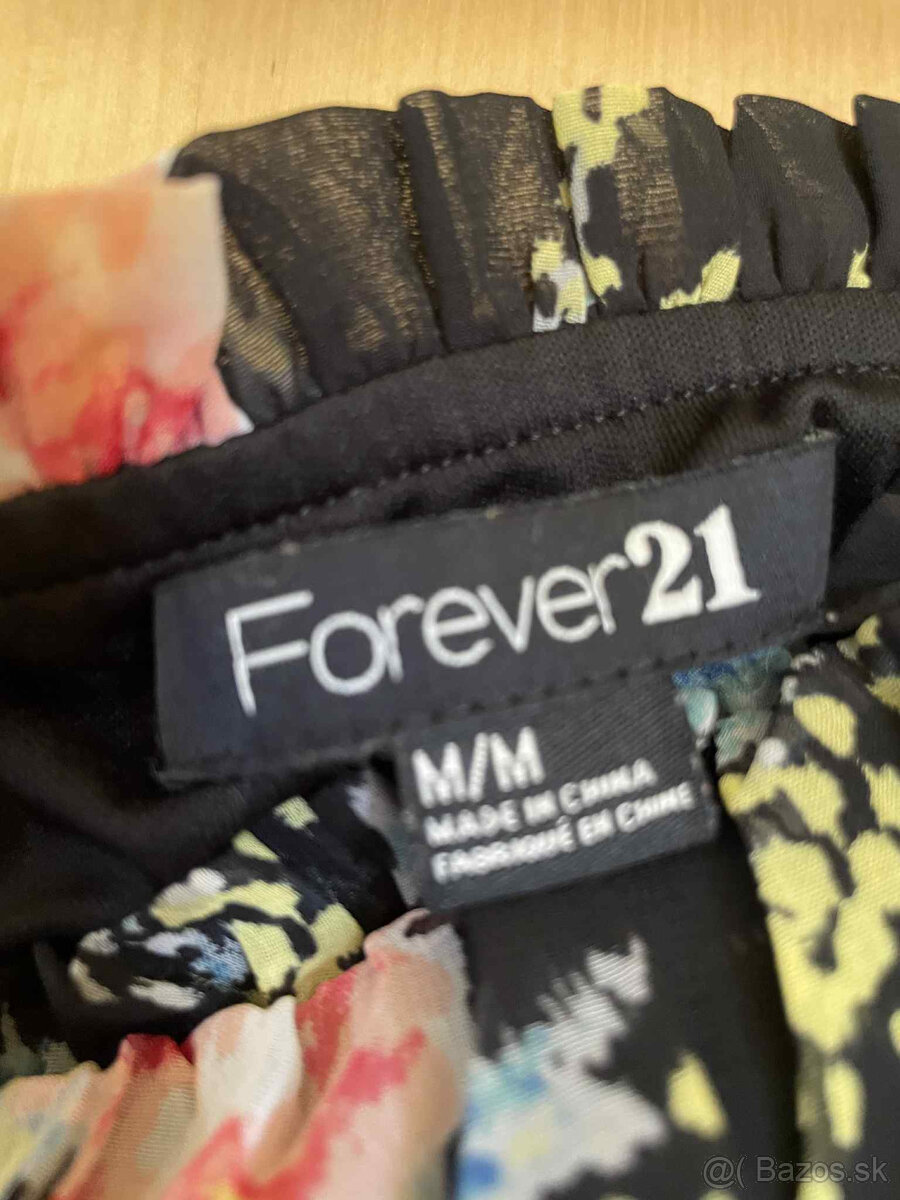 Forever21
M/M
MADE IN CHINA
FABRIQUÉ EN CHINE
@( Bazos.sk